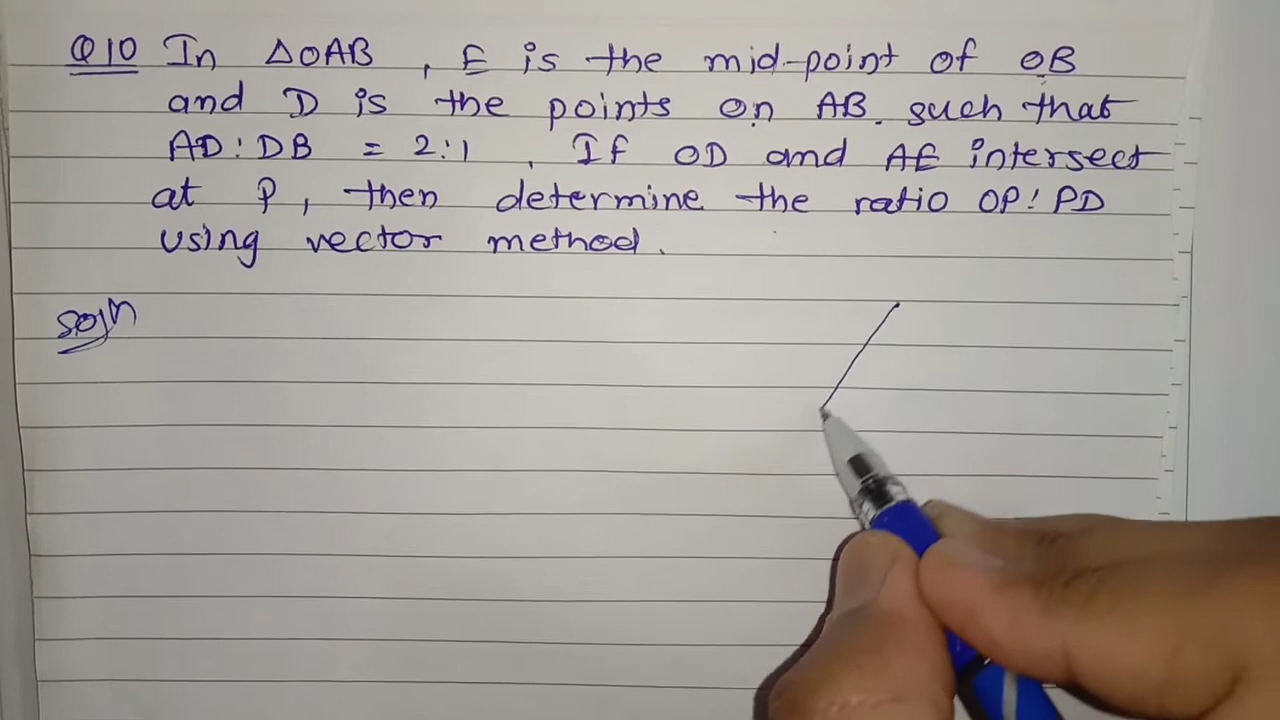 Q10 In △OAB , E is the mid-point of OB
and D is the points on AB. such that
AD:DB = 2:1 . If OD and AE intersect
at P, then determine the ratio OP:PD
using vector method.
Soln